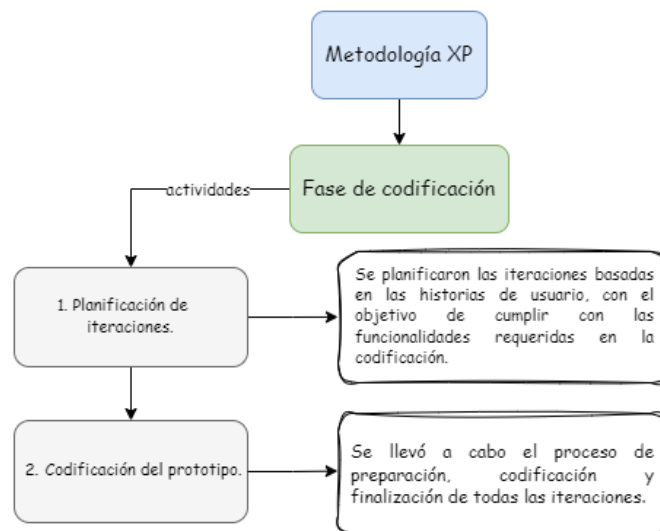 Metodología XP
Fase de codificación
actividades
1. Planificación de
iteraciones.
Se planificaron las iteraciones basadas
en las historias de usuario, con el
objetivo de cumplir con las
funcionalidades requeridas en la
codificación.
2. Codificación del prototipo.
Se llevó a cabo el proceso de
preparación, codificación y
finalización de todas las iteraciones.